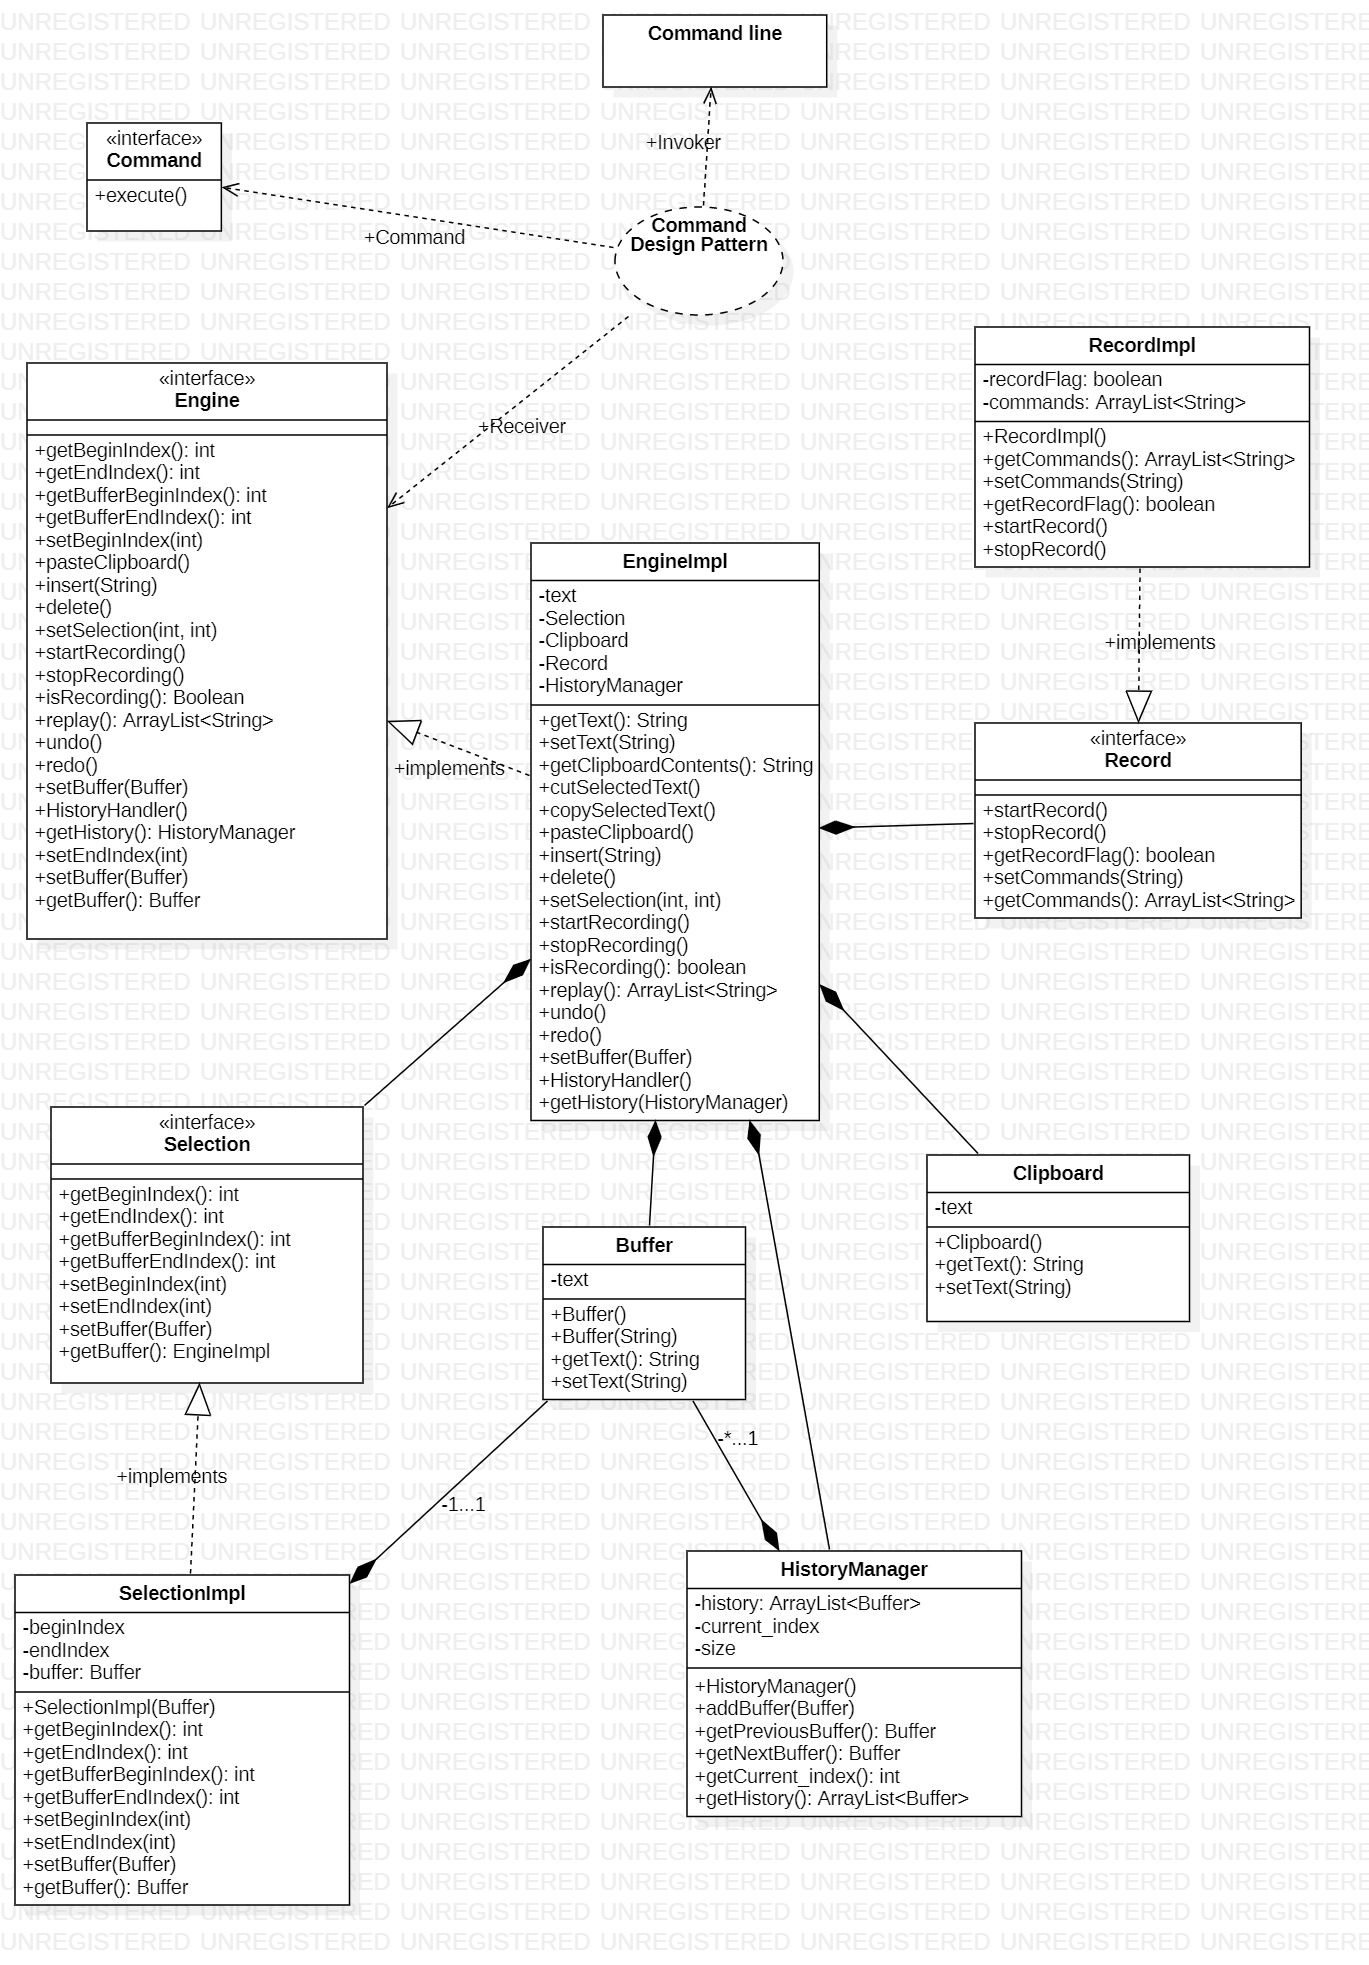 Command line
+Invoker
«interface»
Command
+execute()
+Command
Command
Design Pattern
+Receiver
«interface»
Engine
+getBeginIndex(): int
+getEndIndex(): int
+getBufferBeginIndex(): int
+getBufferEndIndex(): int
+setBeginIndex(int)
+pasteClipboard()
+insert(String)
+delete()
+setSelection(int, int)
+startRecording()
+stopRecording()
+isRecording(): Boolean
+replay(): ArrayList<String>
+undo()
+redo()
+setBuffer(Buffer)
+HistoryHandler()
+getHistory(): HistoryManager
+setEndIndex(int)
+setBuffer(Buffer)
+getBuffer(): Buffer
+implements
EngineImpl
-text
-Selection
-Clipboard
-Record
-HistoryManager
+getText(): String
+setText(String)
+getClipboardContents(): String
+cutSelectedText()
+copySelectedText()
+pasteClipboard()
+insert(String)
+delete()
+setSelection(int, int)
+startRecording()
+stopRecording()
+isRecording(): boolean
+replay(): ArrayList<String>
+undo()
+redo()
+setBuffer(Buffer)
+HistoryHandler()
+getHistory(HistoryManager)
RecordImpl
-recordFlag: boolean
-commands: ArrayList<String>
+RecordImpl()
+getCommands(): ArrayList<String>
+setCommands(String)
+getRecordFlag(): boolean
+startRecord()
+stopRecord()
+implements
«interface»
Record
+startRecord()
+stopRecord()
+getRecordFlag(): boolean
+setCommands(String)
+getCommands(): ArrayList<String>
«interface»
Selection
+getBeginIndex(): int
+getEndIndex(): int
+getBufferBeginIndex(): int
+getBufferEndIndex(): int
+setBeginIndex(int)
+setEndIndex(int)
+setBuffer(Buffer)
+getBuffer(): EngineImpl
Buffer
-text
+Buffer()
+Buffer(String)
+getText(): String
+setText(String)
Clipboard
-text
+Clipboard()
+getText(): String
+setText(String)
+implements
-1...1
-*...1
SelectionImpl
-beginIndex
-endIndex
-buffer: Buffer
+SelectionImpl(Buffer)
+getBeginIndex(): int
+getEndIndex(): int
+getBufferBeginIndex(): int
+getBufferEndIndex(): int
+setBeginIndex(int)
+setEndIndex(int)
+setBuffer(Buffer)
+getBuffer(): Buffer
HistoryManager
-history: ArrayList<Buffer>
-current_index
-size
+HistoryManager()
+addBuffer(Buffer)
+getPreviousBuffer(): Buffer
+getNextBuffer(): Buffer
+getCurrent_index(): int
+getHistory(): ArrayList<Buffer>
UNREGISTERED